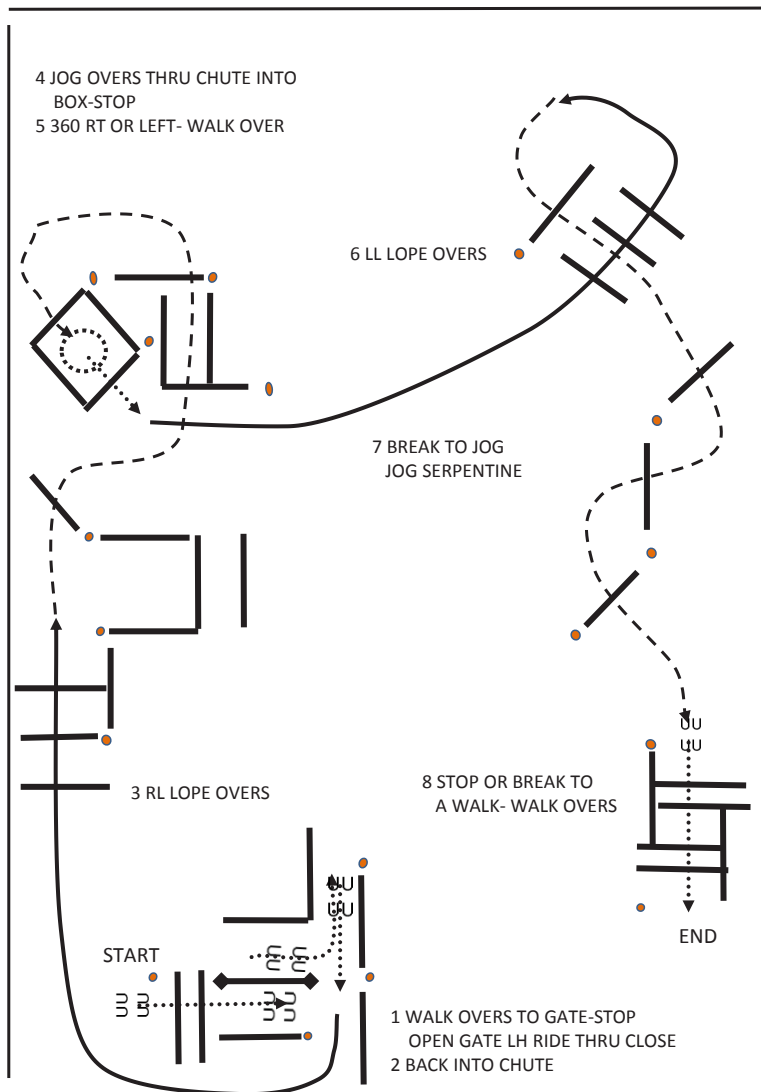 4 JOG OVERS THRU CHUTE INTO
BOX-STOP
5 360 RT OR LEFT- WALK OVER
6 LL LOPE OVERS
7 BREAK TO JOG
JOG SERPENTINE
3 RL LOPE OVERS
8 STOP OR BREAK TO
A WALK- WALK OVERS
START
END
1 WALK OVERS TO GATE-STOP
OPEN GATE LH RIDE THRU CLOSE
2 BACK INTO CHUTE